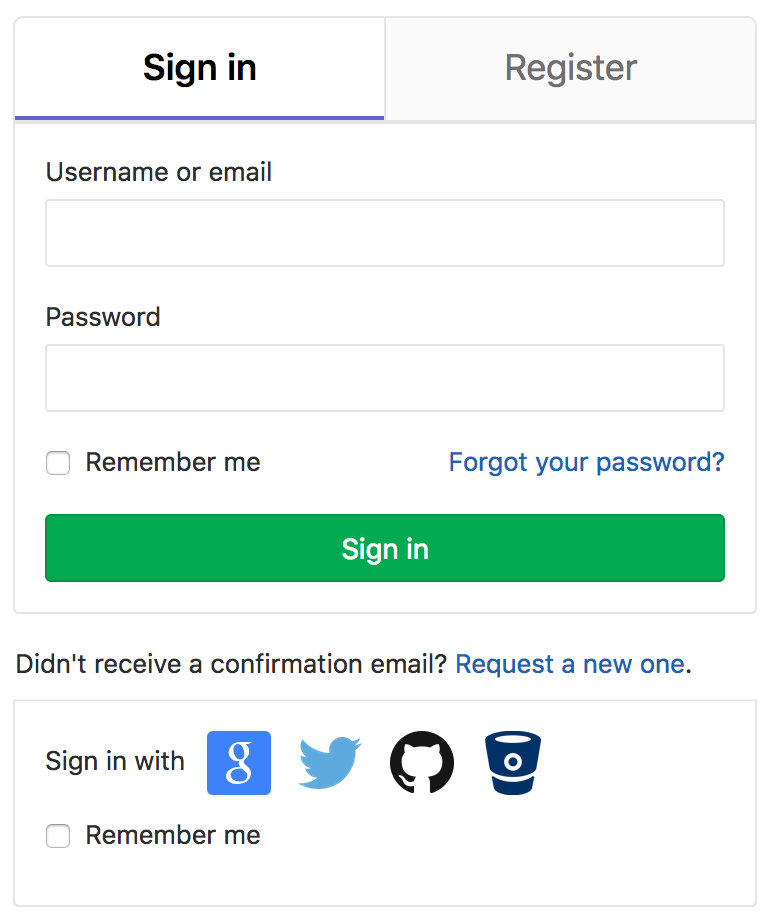 Sign in Register
Username or email
Password
Remember me Forgot your password?
Sign in
Didn't receive a confirmation email? Request a new one.
Sign in with g
Remember me